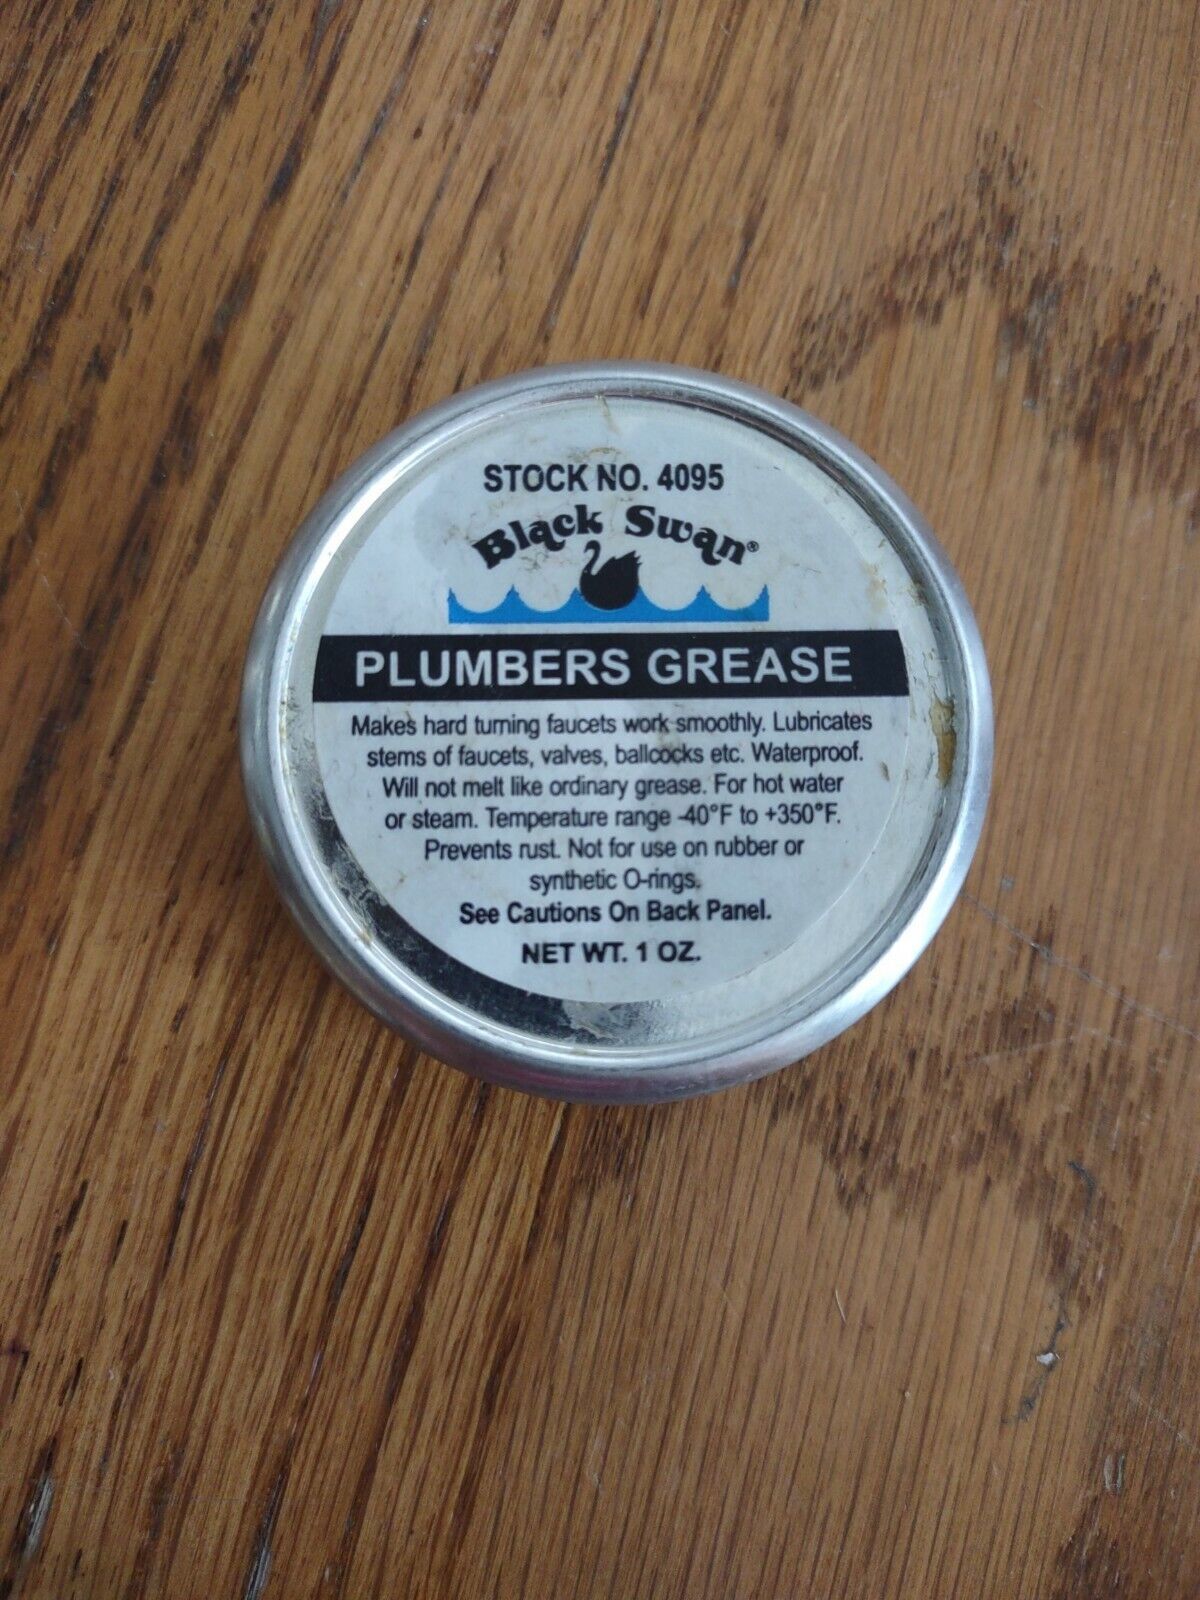 STOCK NO. 4095
Black Swan®
PLUMBERS GREASE
Makes hard turning faucets work smoothly. Lubricates
stems of faucets, valves, ballcocks etc. Waterproof.
Will not melt like ordinary grease. For hot water
or steam. Temperature range -40°F to +350°F.
Prevents rust. Not for use on rubber or
synthetic O-rings.
See Cautions On Back Panel.
NET WT. 1 OZ.